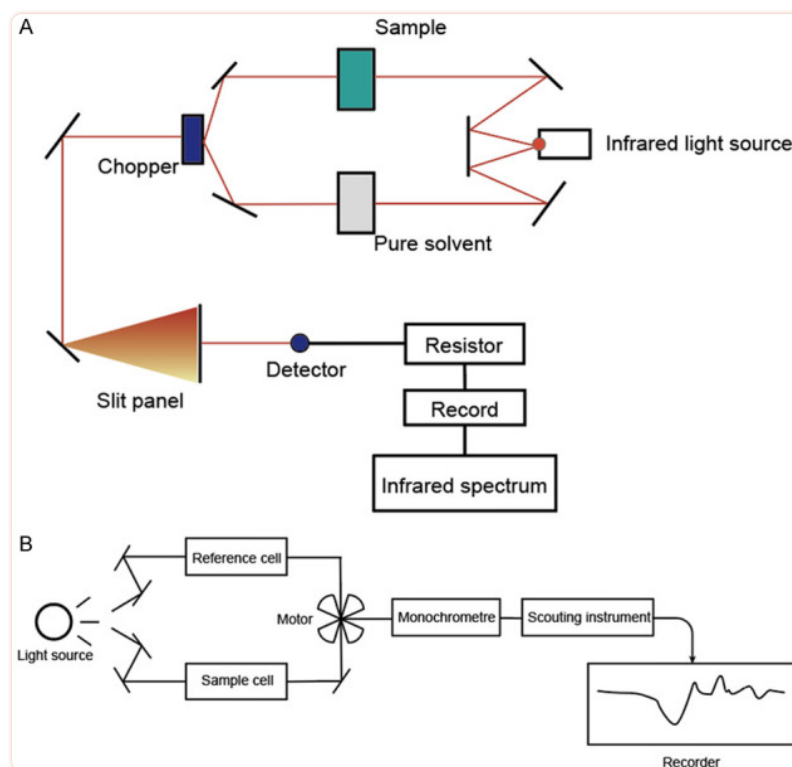 A
Sample
Infrared light source
Chopper
Pure solvent
Slit panel
Detector
Resistor
Record
Infrared spectrum
B
Reference cell
Light source
Motor
Monochrometre
Scouting instrument
Sample cell
Recorder